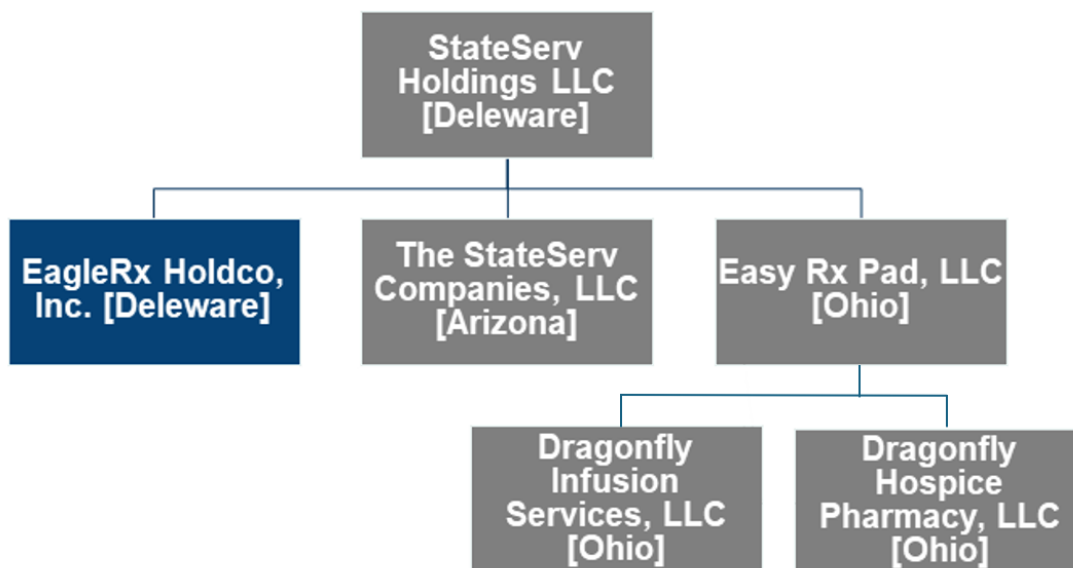 StateServ
Holdings LLC
[Deleware]
EagleRx Holdco,
Inc. [Deleware]
The StateServ
Companies, LLC
[Arizona]
Easy Rx Pad, LLC
[Ohio]
Dragonfly
Infusion
Services, LLC
[Ohio]
Dragonfly
Hospice
Pharmacy, LLC
[Ohio]